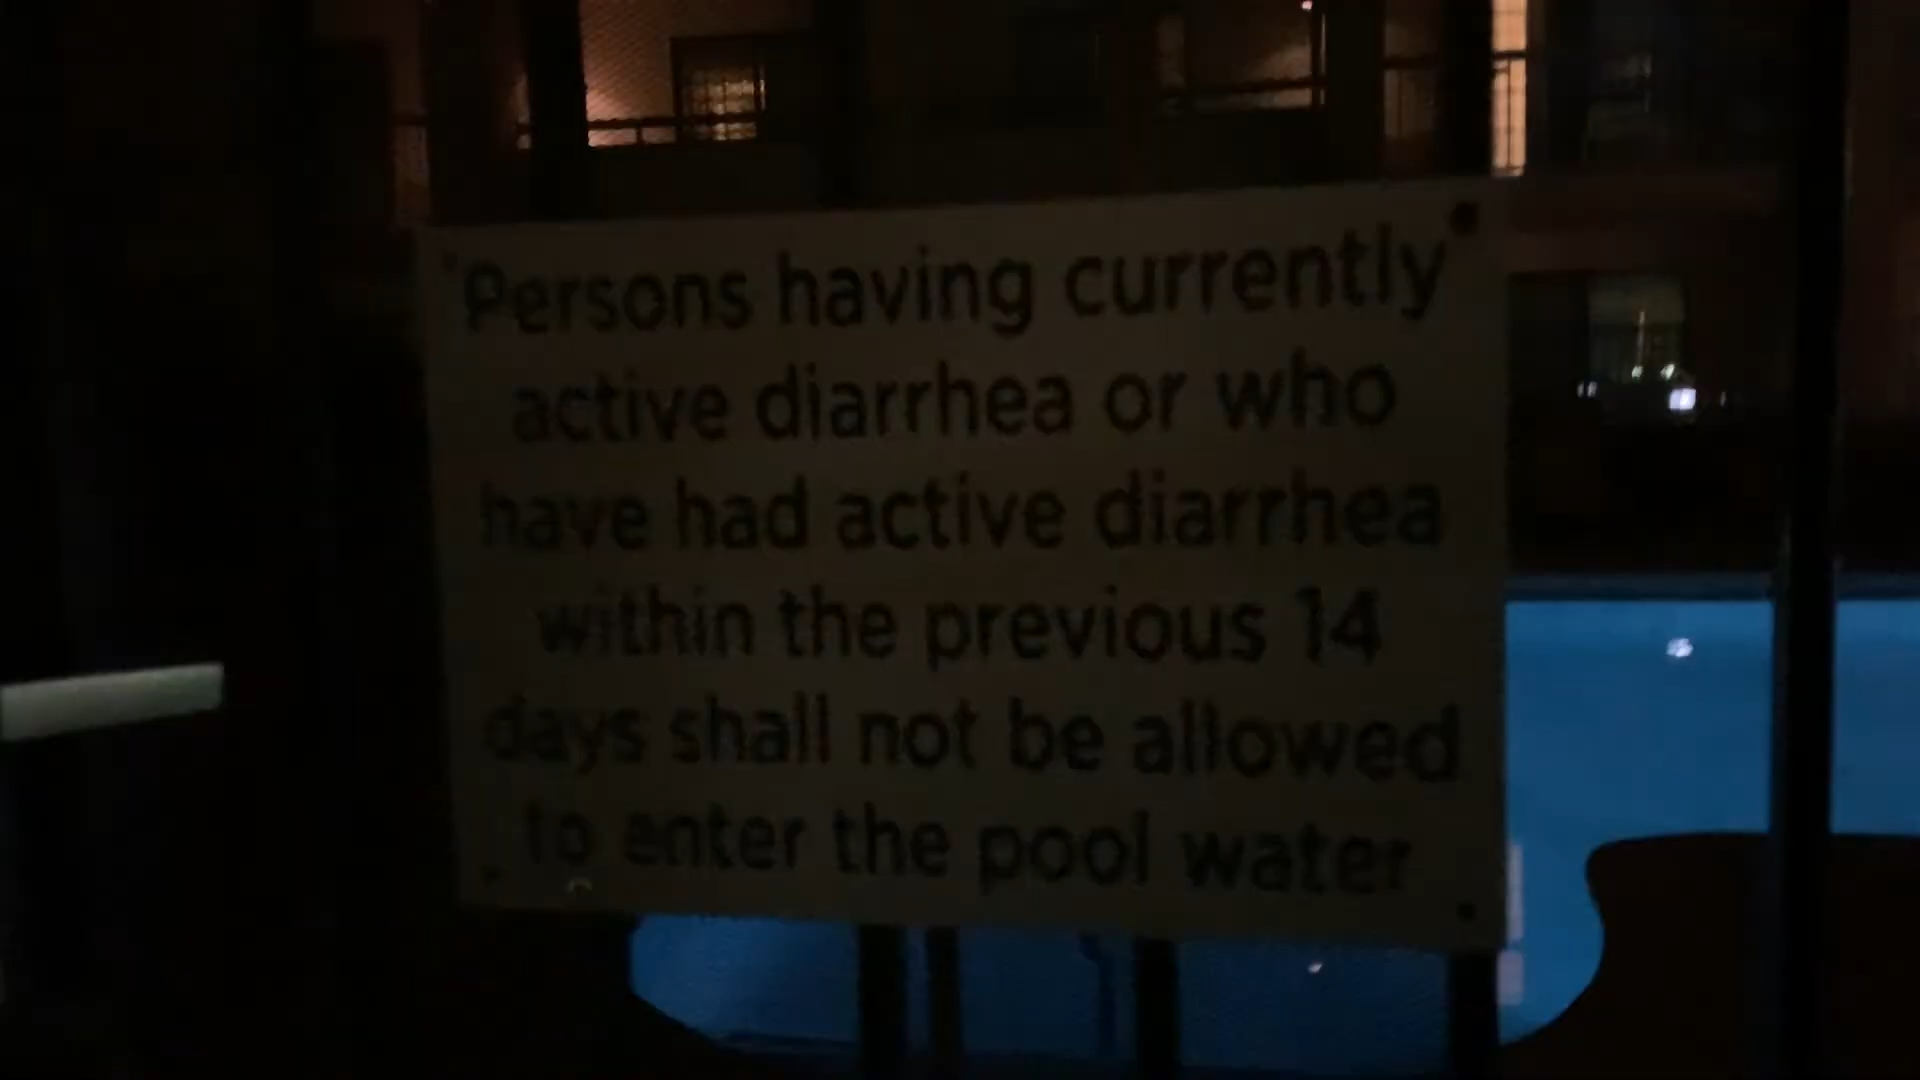 Persons having currently
active diarrhea or who
have had active diarrhea
within the previous 14
days shall not be allowed
to enter the pool water